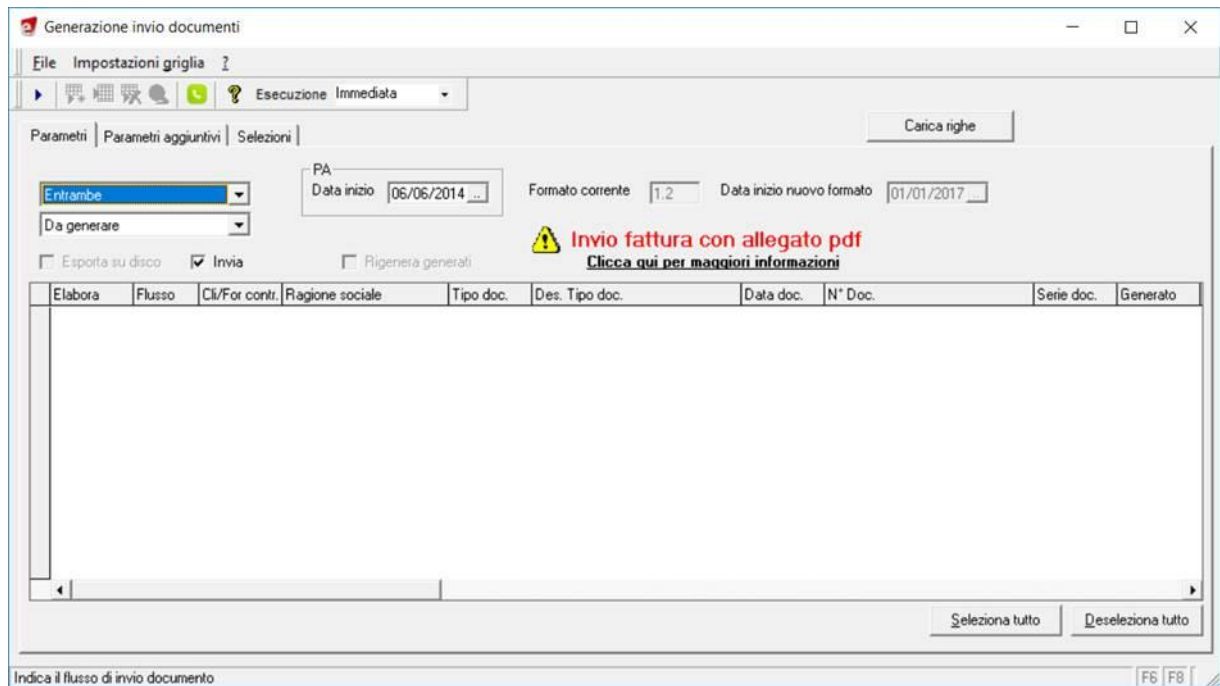 Generazione invio documenti
File Impostazioni griglia ?
Esecuzione Immediata
Carica righe
Parametri Parametri aggiuntivi Selezioni
PA
Entrambe Data inizio 06/06/2014 ... Formato corrente 1.2 Data inizio nuovo formato 01/01/2017 ...
Da generare
Invio fattura con allegato pdf
Esporta su disco Invia Rigenera generati Clicca qui per maggiori informazioni
Elabora Flusso Cli/For contr. Ragione sociale Tipo doc. Des. Tipo doc. Data doc. N° Doc. Serie doc. Generato
Seleziona tutto Deseleziona tutto
Indica il flusso di invio documento F6 F8